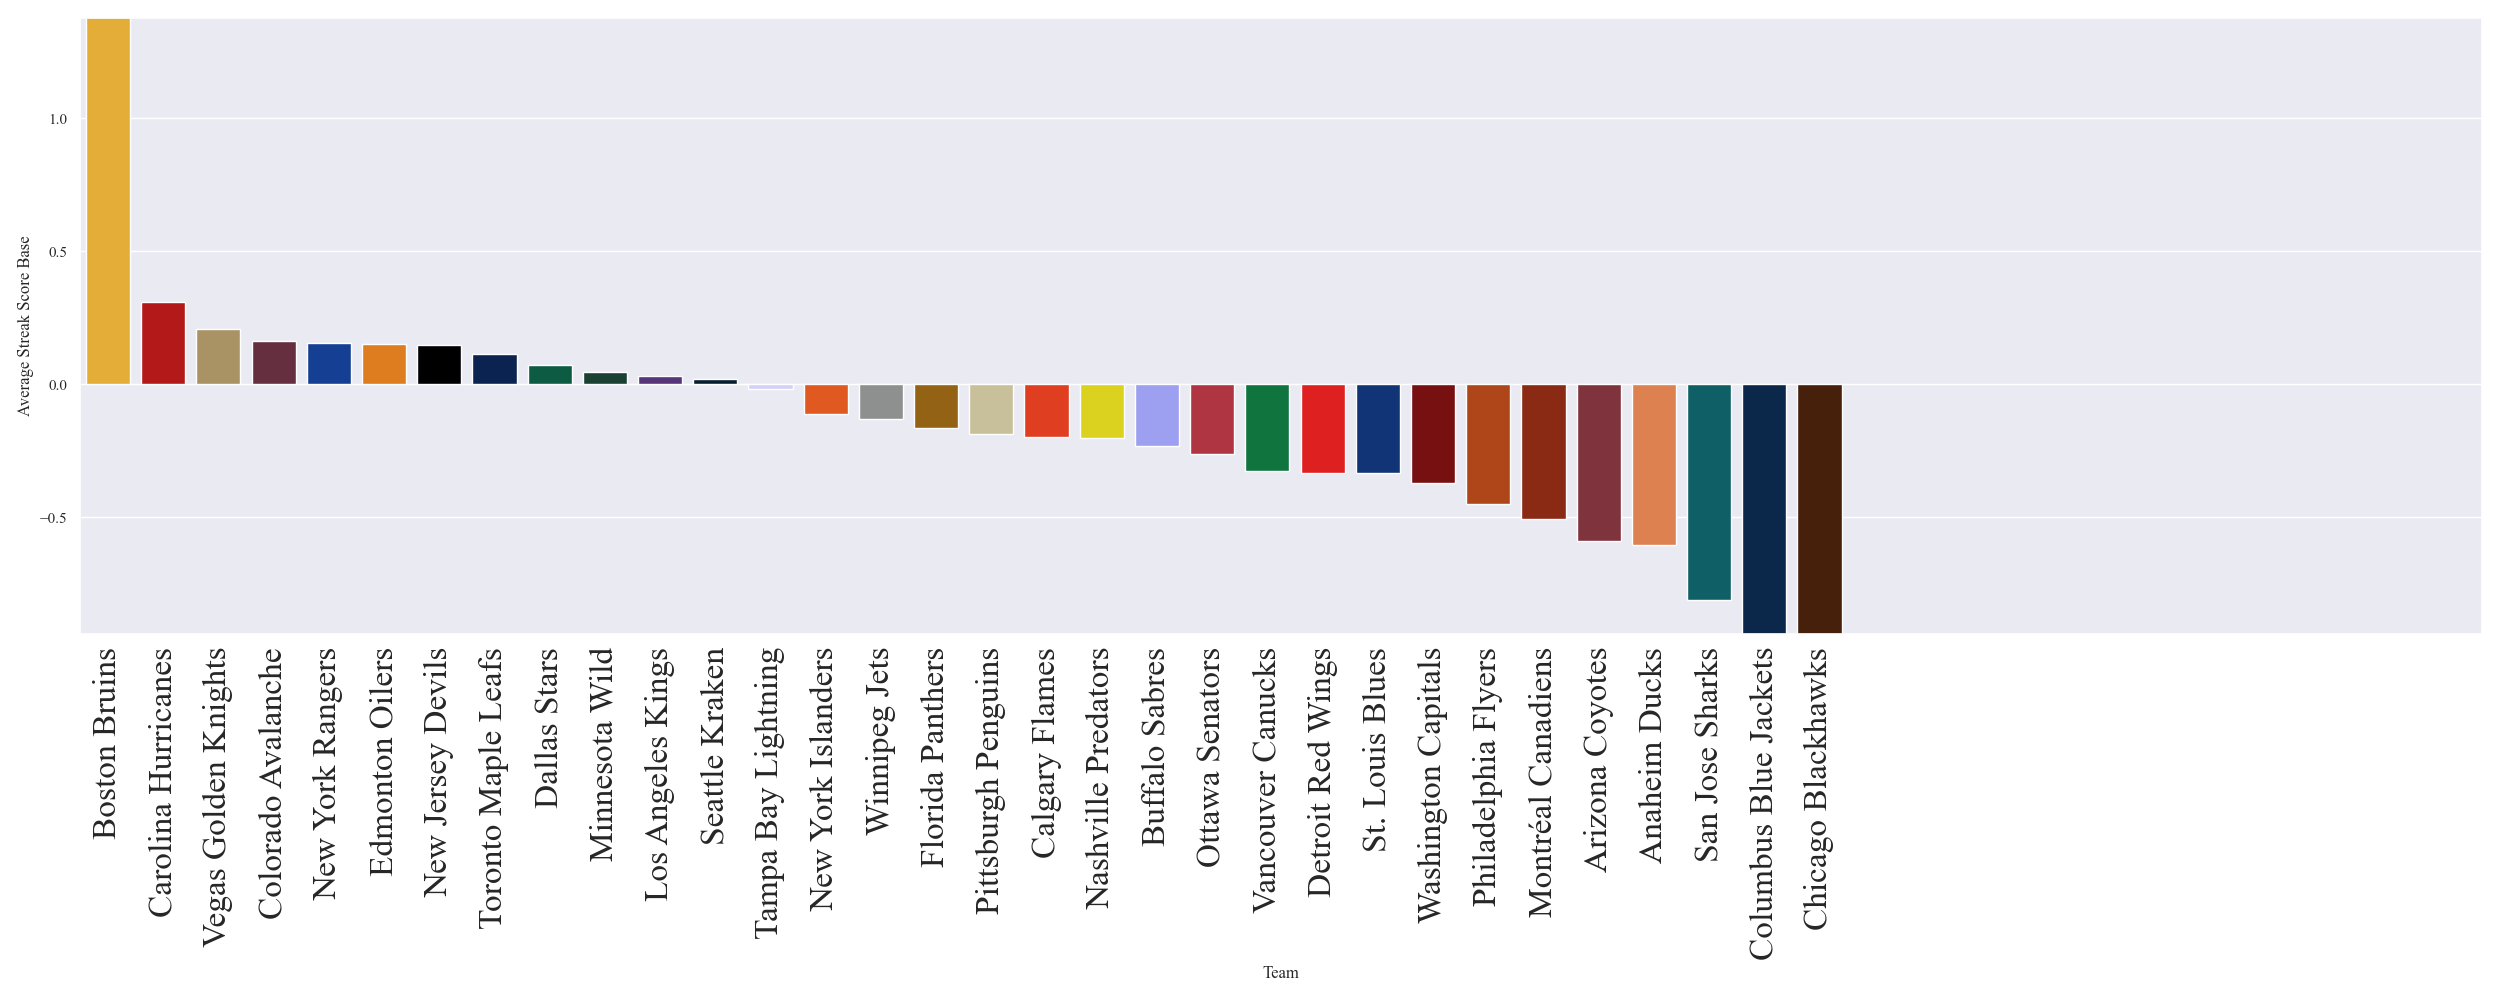 1.0
0.5
0.0
−0.5
Average Streak Score Base
Boston Bruins
Carolina Hurricanes
Vegas Golden Knights
Colorado Avalanche
New York Rangers
Edmonton Oilers
New Jersey Devils
Toronto Maple Leafs
Dallas Stars
Minnesota Wild
Los Angeles Kings
Seattle Kraken
Tampa Bay Lightning
New York Islanders
Winnipeg Jets
Florida Panthers
Pittsburgh Penguins
Calgary Flames
Nashville Predators
Buffalo Sabres
Ottawa Senators
Vancouver Canucks
Detroit Red Wings
St. Louis Blues
Washington Capitals
Philadelphia Flyers
Montréal Canadiens
Arizona Coyotes
Anaheim Ducks
San Jose Sharks
Columbus Blue Jackets
Chicago Blackhawks
Team